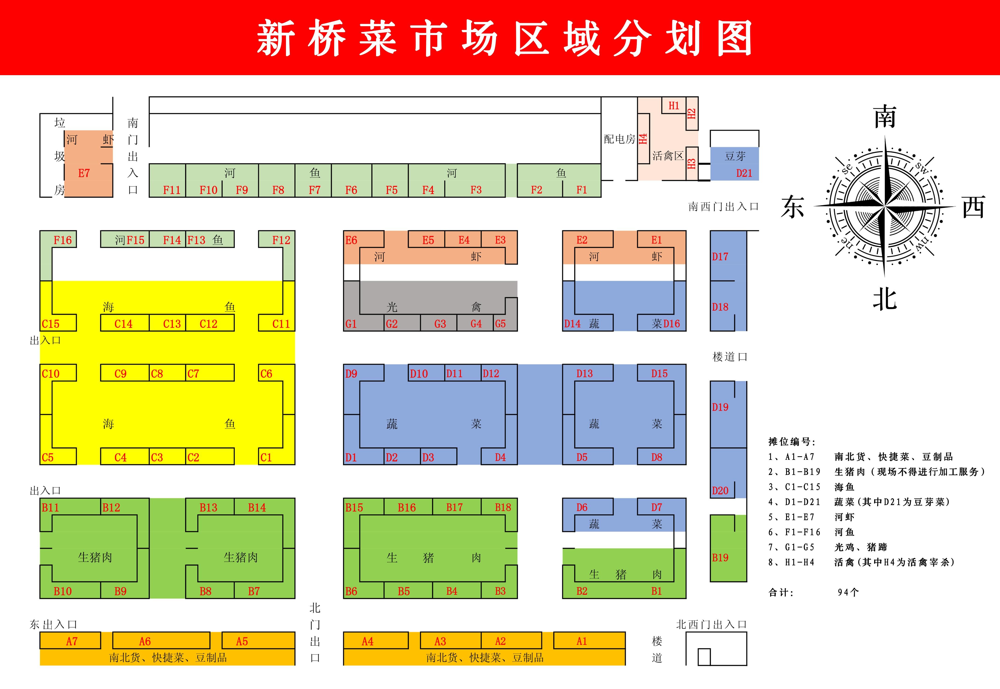 新桥菜市场区域分划图
垃圾房
河虾
E7
南门出入口
配电房
H1
H2
H4
活禽区
H3
豆芽
D21
河鱼
河鱼
F11 F10 F9 F8 F7 F6 F5 F4 F3 F2 F1
南西门出入口
南
东
西
北
se
sw
ne
nw
F16 河F15 F14 F13 鱼 F12
E6 E5 E4 E3
河虾
E2 E1
河虾
D17
海鱼
光禽
D18
C15 C14 C13 C12 C11
G1 G2 G3 G4 G5
D14 蔬菜D16
出入口
楼道口
C10 C9 C8 C7 C6
D9 D10 D11 D12
D13 D15
D19
海鱼
蔬菜
蔬菜
C5 C4 C3 C2 C1
D1 D2 D3 D4
D5 D8
出入口
D20
B11 B12 B13 B14
B15 B16 B17 B18
D6 D7
蔬菜
生猪肉
生猪肉
生猪肉
B19
生猪肉
B10 B9 B8 B7
B6 B5 B4 B3
B2 B1
北门出口
东出入口
北西门出入口
A7 A6 A5
A4 A3 A2 A1
楼道
南北货、快捷菜、豆制品
南北货、快捷菜、豆制品
摊位编号:
1、A1-A7 南北货、快捷菜、豆制品
2、B1-B19 生猪肉（现场不得进行加工服务）
3、C1-C15 海鱼
4、D1-D21 蔬菜(其中D21为豆芽菜)
5、E1-E7 河虾
6、F1-F16 河鱼
7、G1-G5 光鸡、猪蹄
8、H1-H4 活禽(其中H4为活禽宰杀)
合计: 94个